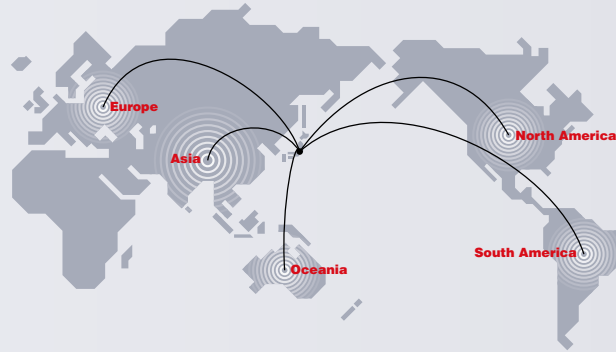 Europe
North America
Asia
South America
Oceania